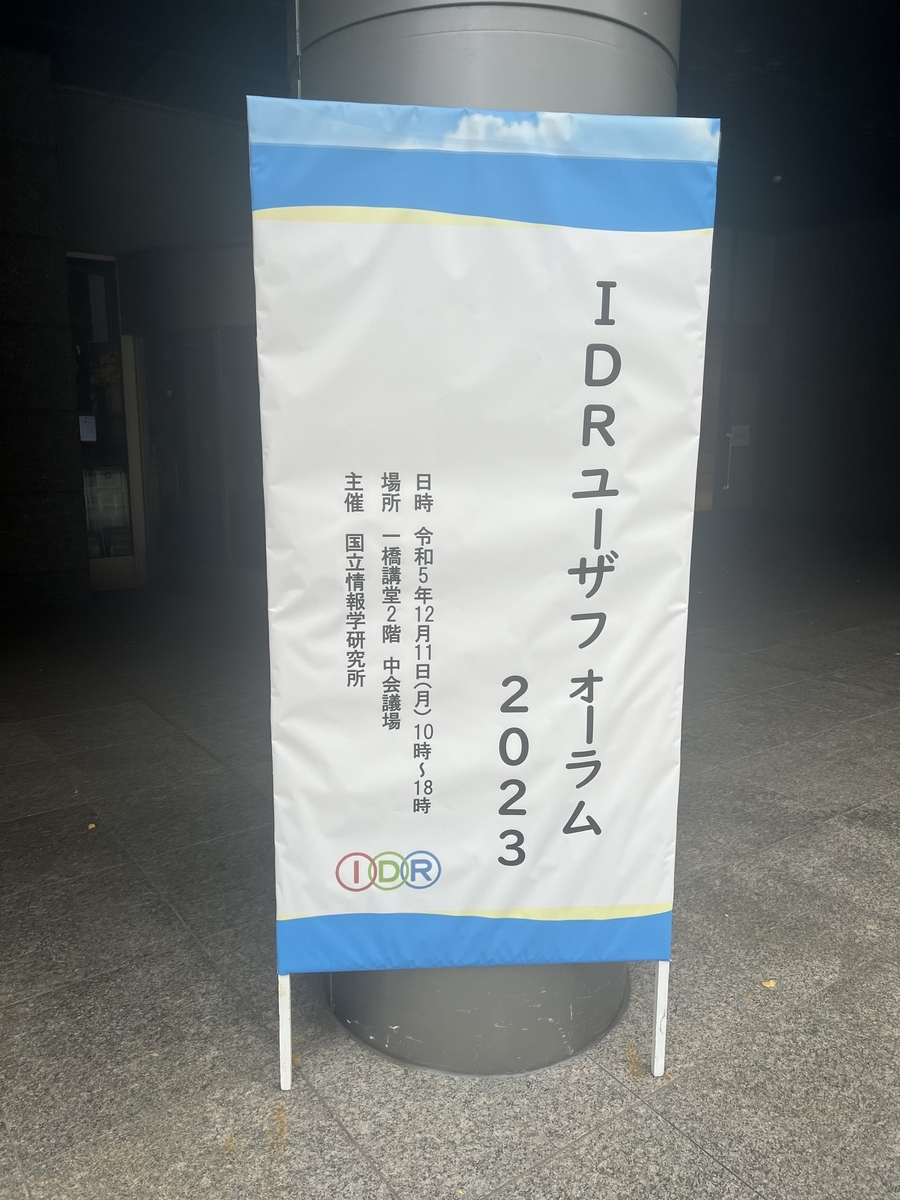 IDRユーザフォーラム
2023
日時 令和5年12月11日(月) 10時~18時
場所 一橋講堂2階 中会議場
主催 国立情報学研究所
IDR